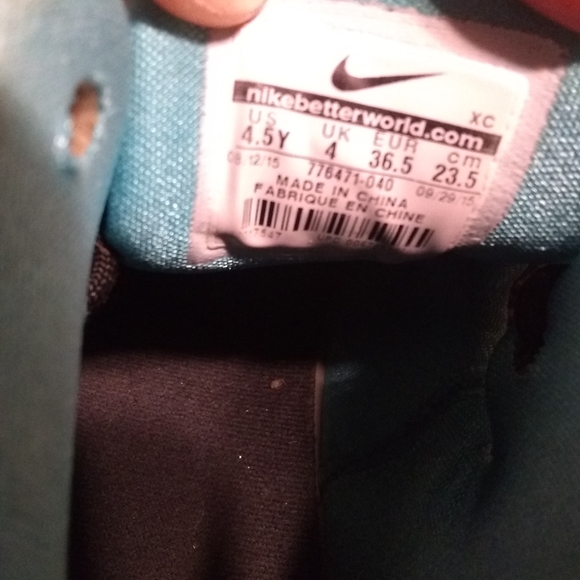 nikebetterworld.com
XC
US UK EUR cm
4.5Y 4 36.5 23.5
08/12/15 776471-040 09/29/15
MADE IN CHINA
FABRIQUE EN CHINE